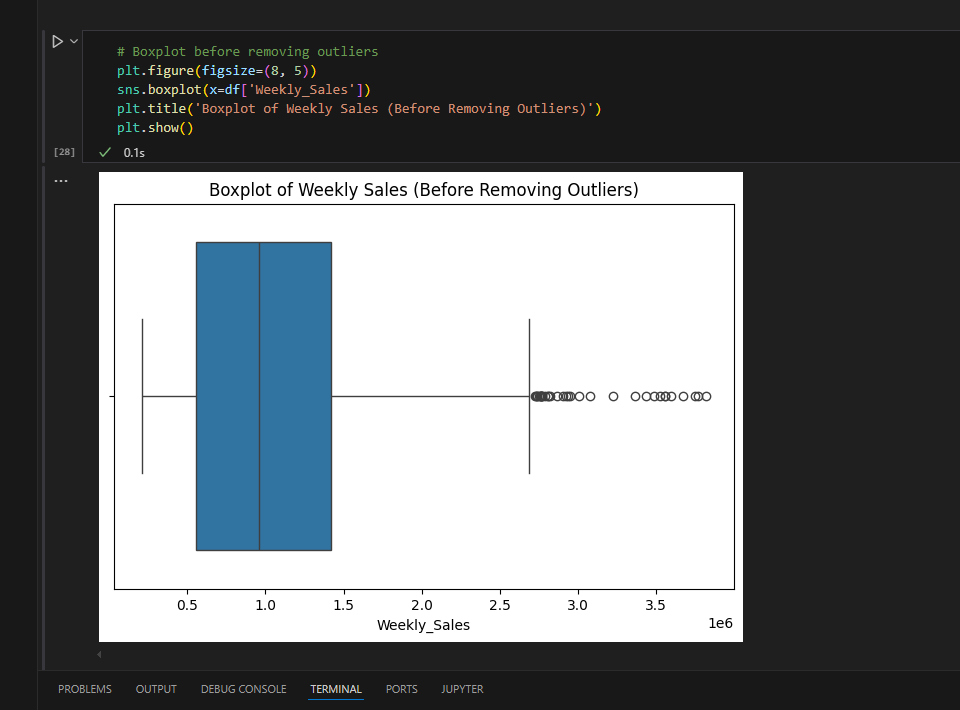 # Boxplot before removing outliers
plt.figure(figsize=(8, 5))
sns.boxplot(x=df['Weekly_Sales'])
plt.title('Boxplot of Weekly Sales (Before Removing Outliers)')
plt.show()
[28] 0.1s
...
Boxplot of Weekly Sales (Before Removing Outliers)
0.5 1.0 1.5 2.0 2.5 3.0 3.5
Weekly_Sales 1e6
PROBLEMS OUTPUT DEBUG CONSOLE TERMINAL PORTS JUPYTER